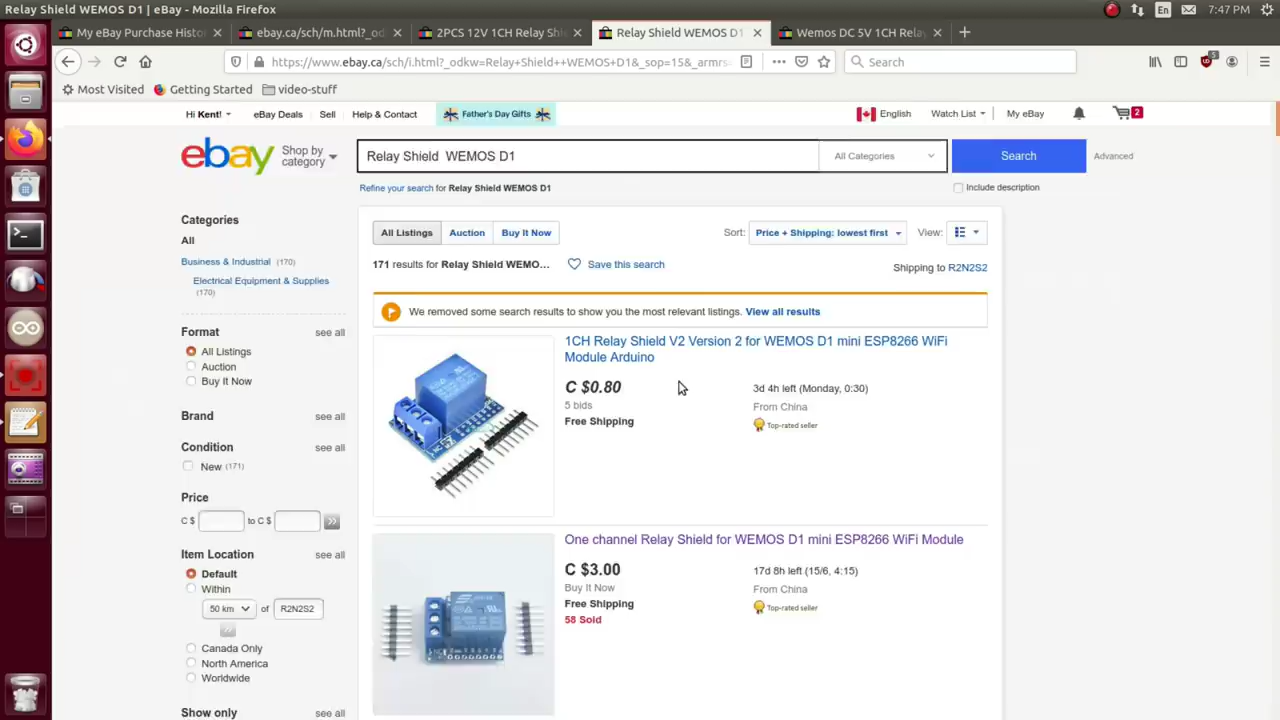 Relay Shield WEMOS D1 | eBay - Mozilla Firefox
En
7:47 PM
My eBay Purchase Histo
ebay.ca/sch/m.html?_od
2PCS 12V 1CH Relay Shi
Relay Shield WEMOS D1
Wemos DC 5V 1CH Relay
https://www.ebay.ca/sch/i.html?_odkw=Relay+Shield++WEMOS+D1&_sop=15&_armrs=
Search
Most Visited
Getting Started
video-stuff
Hi Kent!
eBay Deals
Sell
Help & Contact
Father's Day Gifts
English
Watch List
My eBay
2
ebay
Shop by
category
Relay Shield  WEMOS D1
All Categories
Search
Advanced
Refine your search for Relay Shield WEMOS D1
Include description
Categories
All
Business & Industrial (170)
Electrical Equipment & Supplies
(170)
Format
see all
All Listings
Auction
Buy It Now
Brand
see all
Condition
see all
New (171)
Price
C $
to C $
Item Location
see all
Default
Within
50 km
of
R2N2S2
Canada Only
North America
Worldwide
Show only
see all
All Listings
Auction
Buy It Now
Sort:
Price + Shipping: lowest first
View:
171 results for Relay Shield WEMO...
Save this search
Shipping to R2N2S2
We removed some search results to show you the most relevant listings. View all results
1CH Relay Shield V2 Version 2 for WEMOS D1 mini ESP8266 WiFi
Module Arduino
C $0.80
5 bids
Free Shipping
3d 4h left (Monday, 0:30)
From China
Top-rated seller
One channel Relay Shield for WEMOS D1 mini ESP8266 WiFi Module
C $3.00
Buy It Now
Free Shipping
58 Sold
17d 8h left (15/6, 4:15)
From China
Top-rated seller